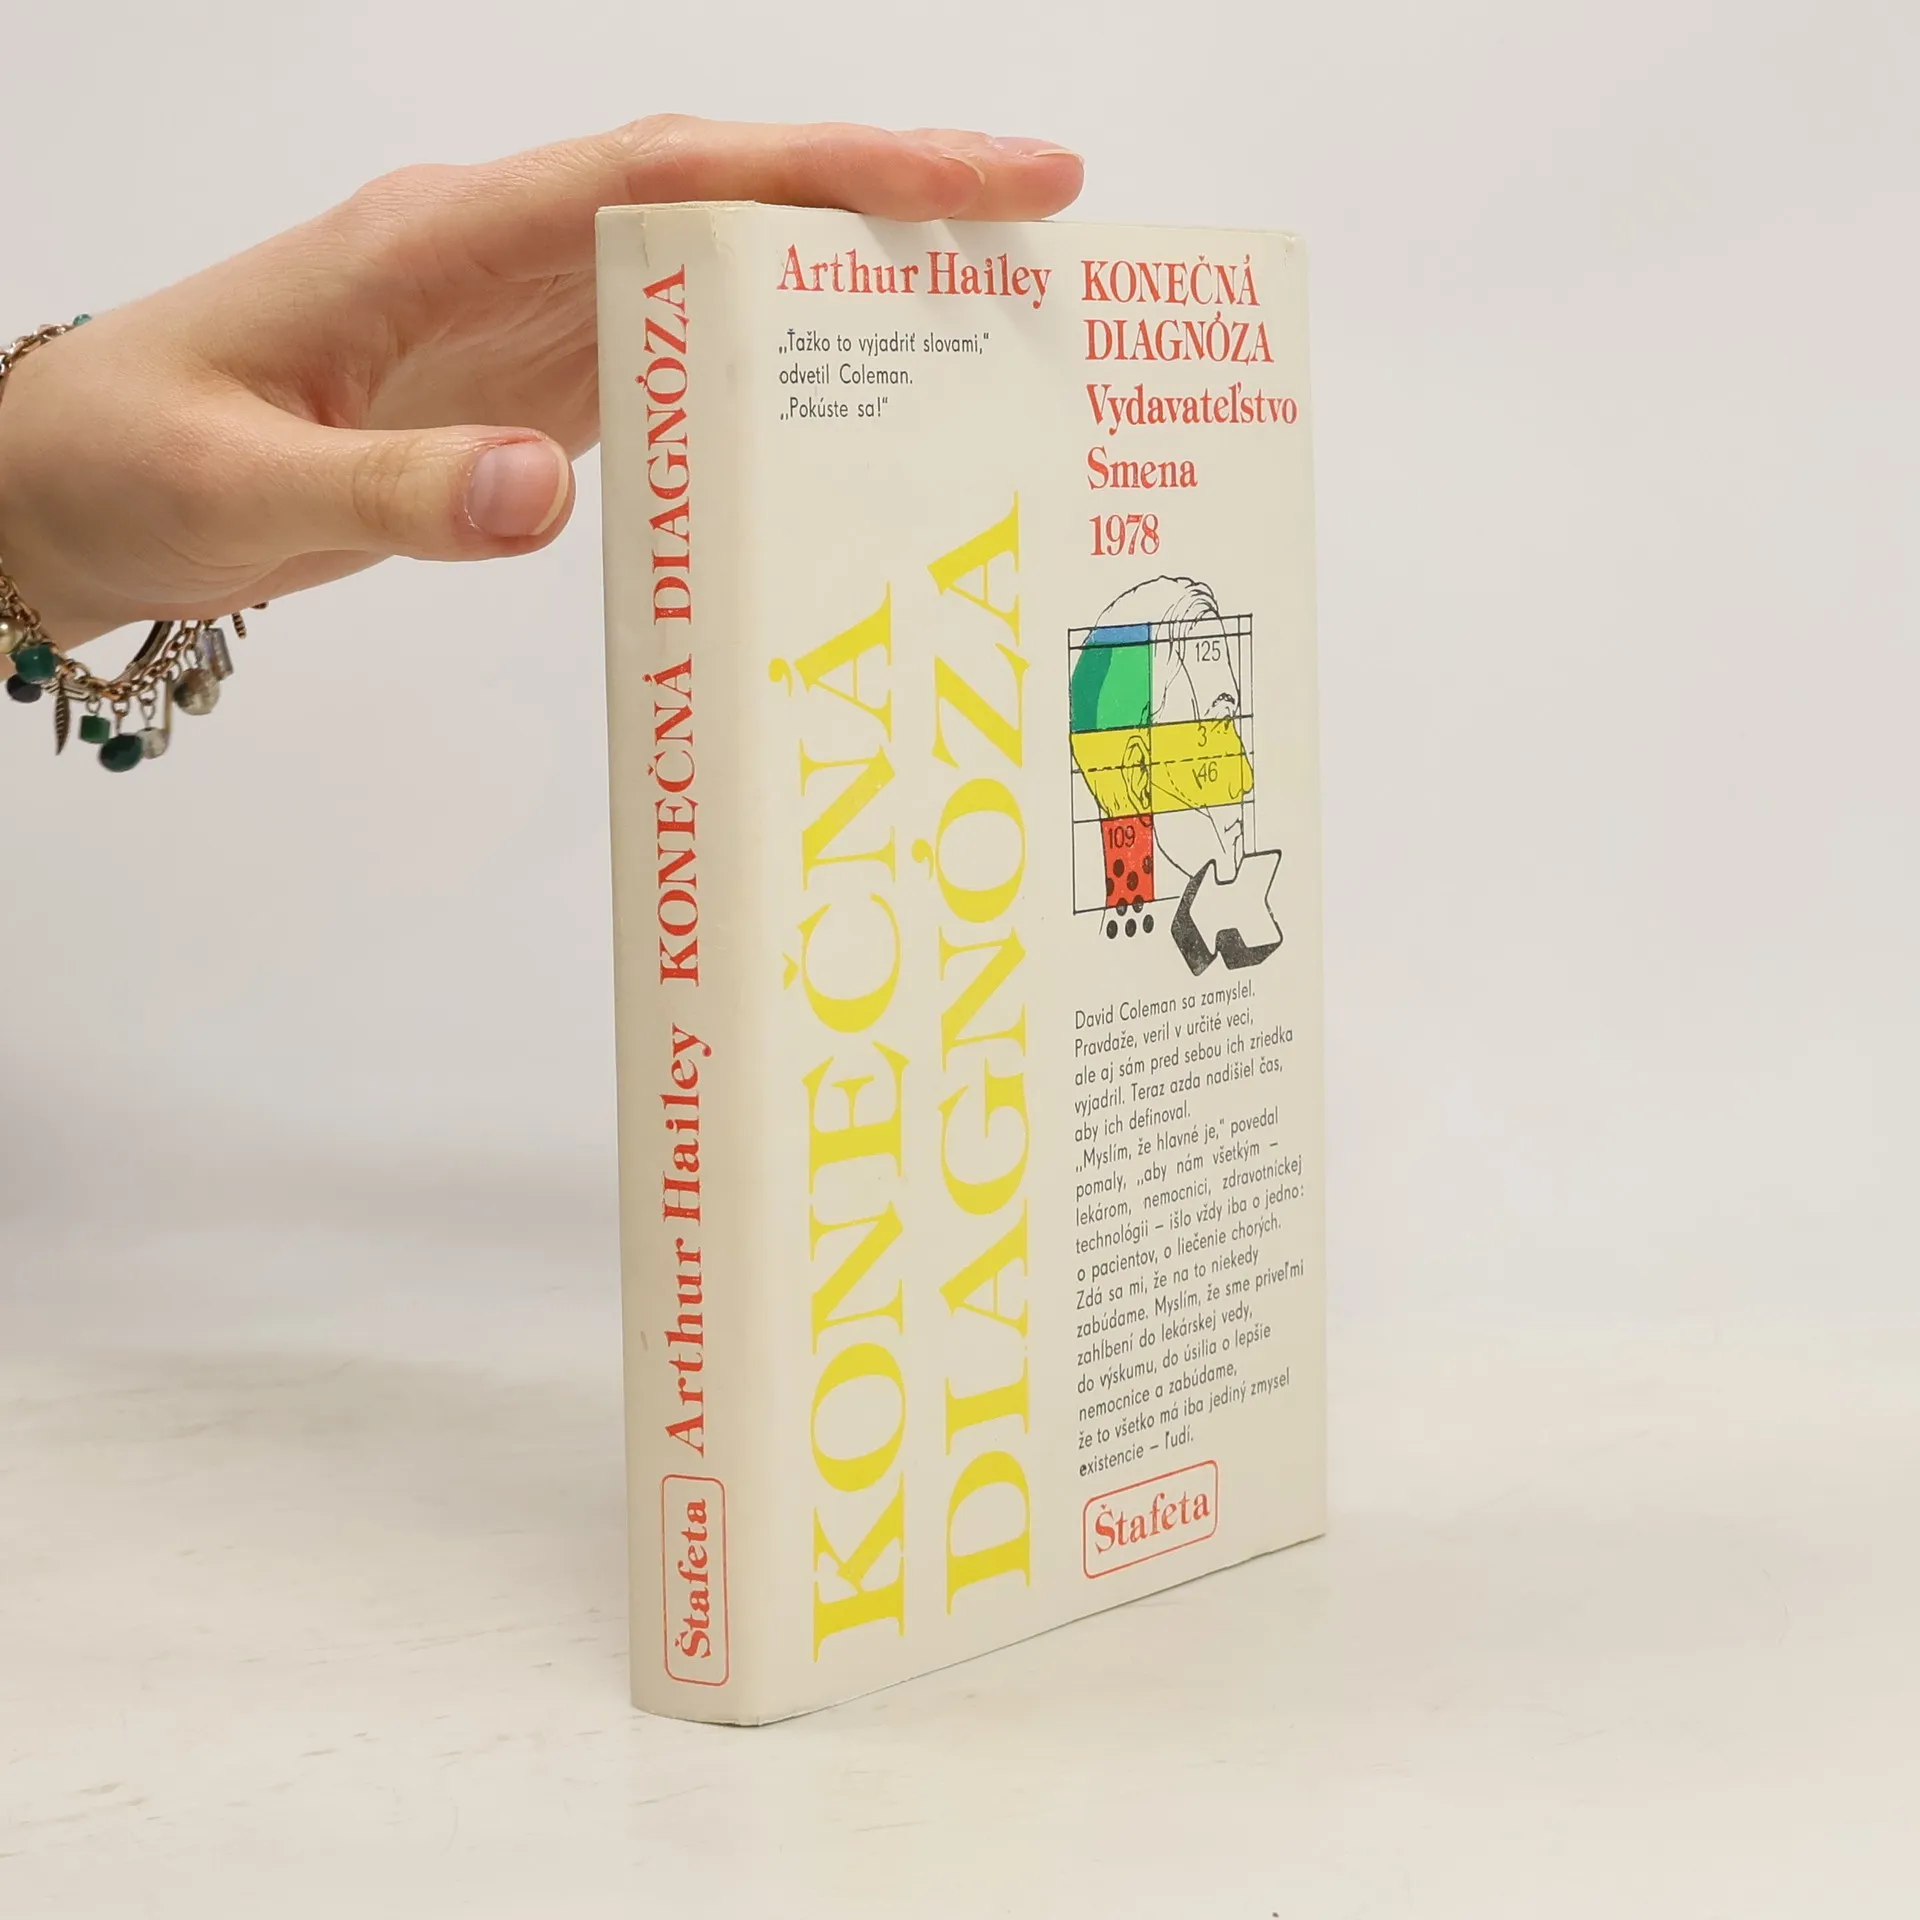 Štafeta Arthur Hailey KONEČNÁ DIAGNÓZA
Arthur Hailey
„Ťažko to vyjadriť slovami,“
odvetil Coleman.
„Pokúste sa!“
KONEČNÁ
DIAGNÓZA
KONEČNÁ
DIAGNÓZA
Vydavateľstvo
Smena
1978
125
3
46
109
David Coleman sa zamyslel.
Pravdaže, veril v určité veci,
ale aj sám pred sebou ich zriedka
vyjadril. Teraz azda nadišiel čas,
aby ich definoval.
„Myslím, že hlavné je,“ povedal
pomaly, „aby nám všetkým –
lekárom, nemocnici, zdravotníckej
technológii – išlo vždy iba o jedno:
o pacientov, o liečenie chorých.
Zdá sa mi, že na to niekedy
zabúdame. Myslím, že sme priveľmi
zahĺbení do lekárskej vedy,
do výskumu, do úsilia o lepšie
nemocnice a zabúdame,
že to všetko má iba jediný zmysel
existencie – ľudí.
Štafeta